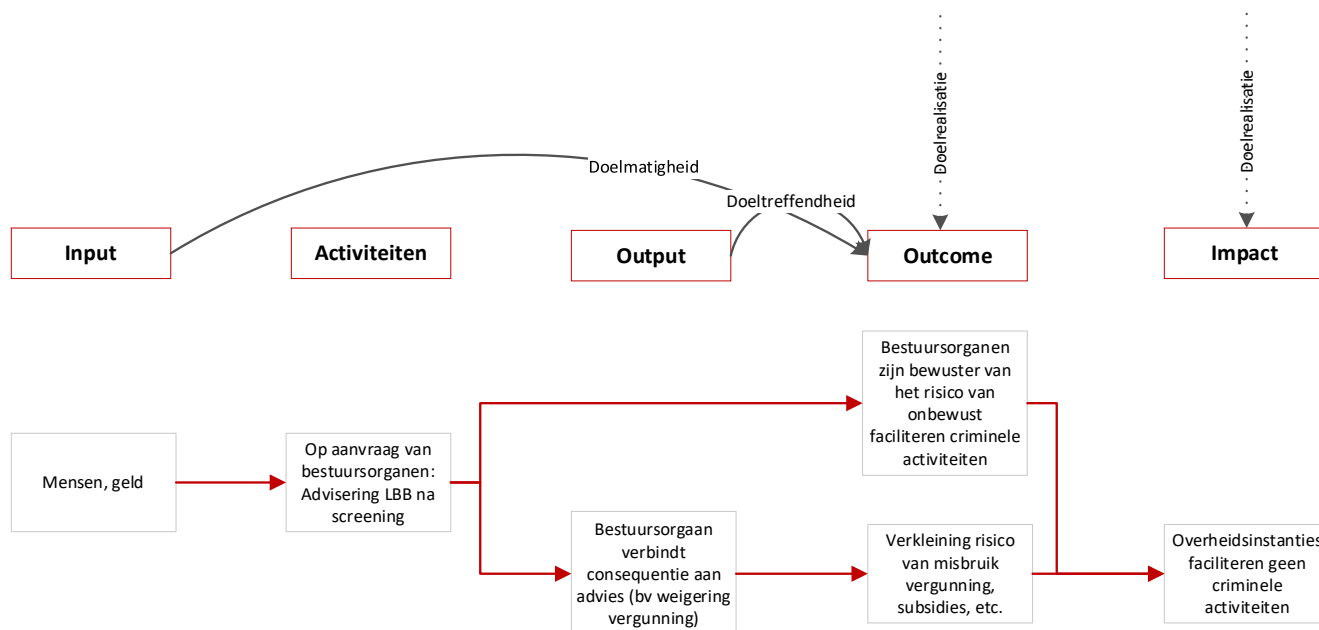 Doelrealisatie
Doelrealisatie
Doelmatigheid
Doeltreffendheid
Input
Activiteiten
Output
Outcome
Impact
Mensen, geld
Op aanvraag van
bestuursorganen:
Advisering LBB na
screening
Bestuursorganen
zijn bewuster van
het risico van
onbewust
faciliteren criminele
activiteiten
Bestuursorgaan
verbindt
consequentie aan
advies (bv weigering
vergunning)
Verkleining risico
van misbruik
vergunning,
subsidies, etc.
Overheidsinstanties
faciliteren geen
criminele
activiteiten